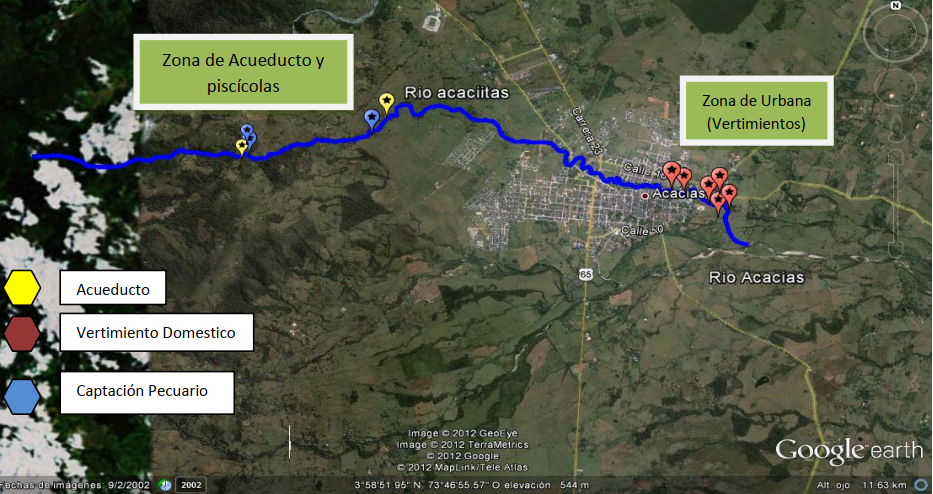 N
Zona de Acueducto y
piscícolas
Rio acaciitas
Zona de Urbana
(Vertimientos)
Carrera 23
Calle 1
Acacias
Calle
65
Rio Acacias
Acueducto
Vertimiento Domestico
Captación Pecuario
Image © 2012 GeoEye
Image © 2012 TerraMetrics
© 2012 Google
© 2012 MapLink/Tele Atlas
Google earth
Fechas de imágenes: 9/2/2002 2002 3°58'51.95" N 73°46'55.57" O elevación 544 m Alt. ojo 11.63 km